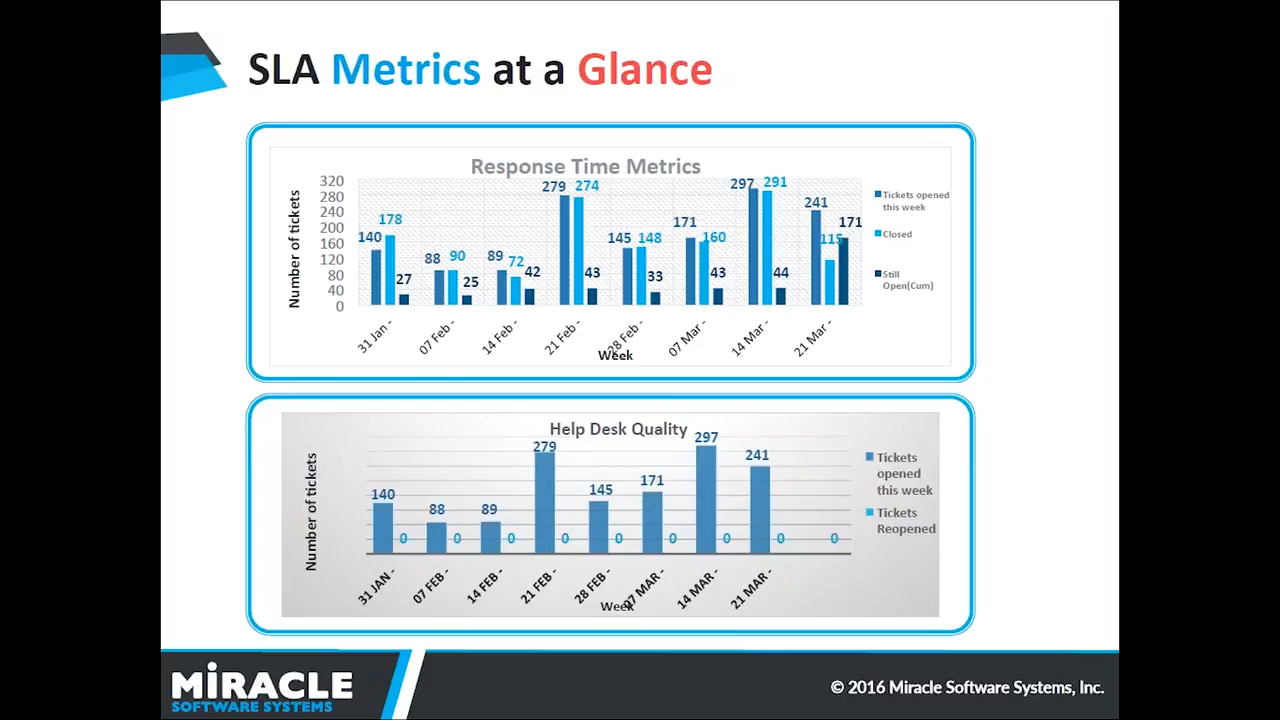 SLA Metrics at a Glance
Response Time Metrics
Number of tickets
320
280
240
200
160
120
80
40
0
140 178 27
88 90 25
89 72 42
279 274 43
145 148 33
171 160 43
297 291 44
241 115 171
31 Jan -
07 Feb -
14 Feb -
21 Feb -
28 Feb -
07 Mar -
14 Mar -
21 Mar -
Week
Tickets opened
this week
Closed
Still
Open(Cum)
Help Desk Quality
Number of tickets
140 0
88 0
89 0
279 0
145 0
171 0
297 0
241 0
0
31 JAN -
07 FEB -
14 FEB -
21 FEB -
28 FEB -
07 MAR -
14 MAR -
21 MAR -
Week
Tickets
opened
this week
Tickets
Reopened
MiRACLE
SOFTWARE SYSTEMS
© 2016 Miracle Software Systems, Inc.